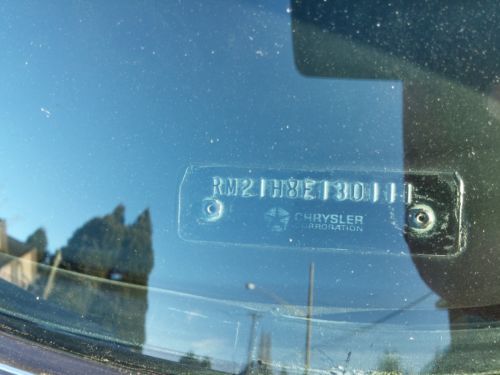 RM21H8E130111
CHRYSLER
CORPORATION